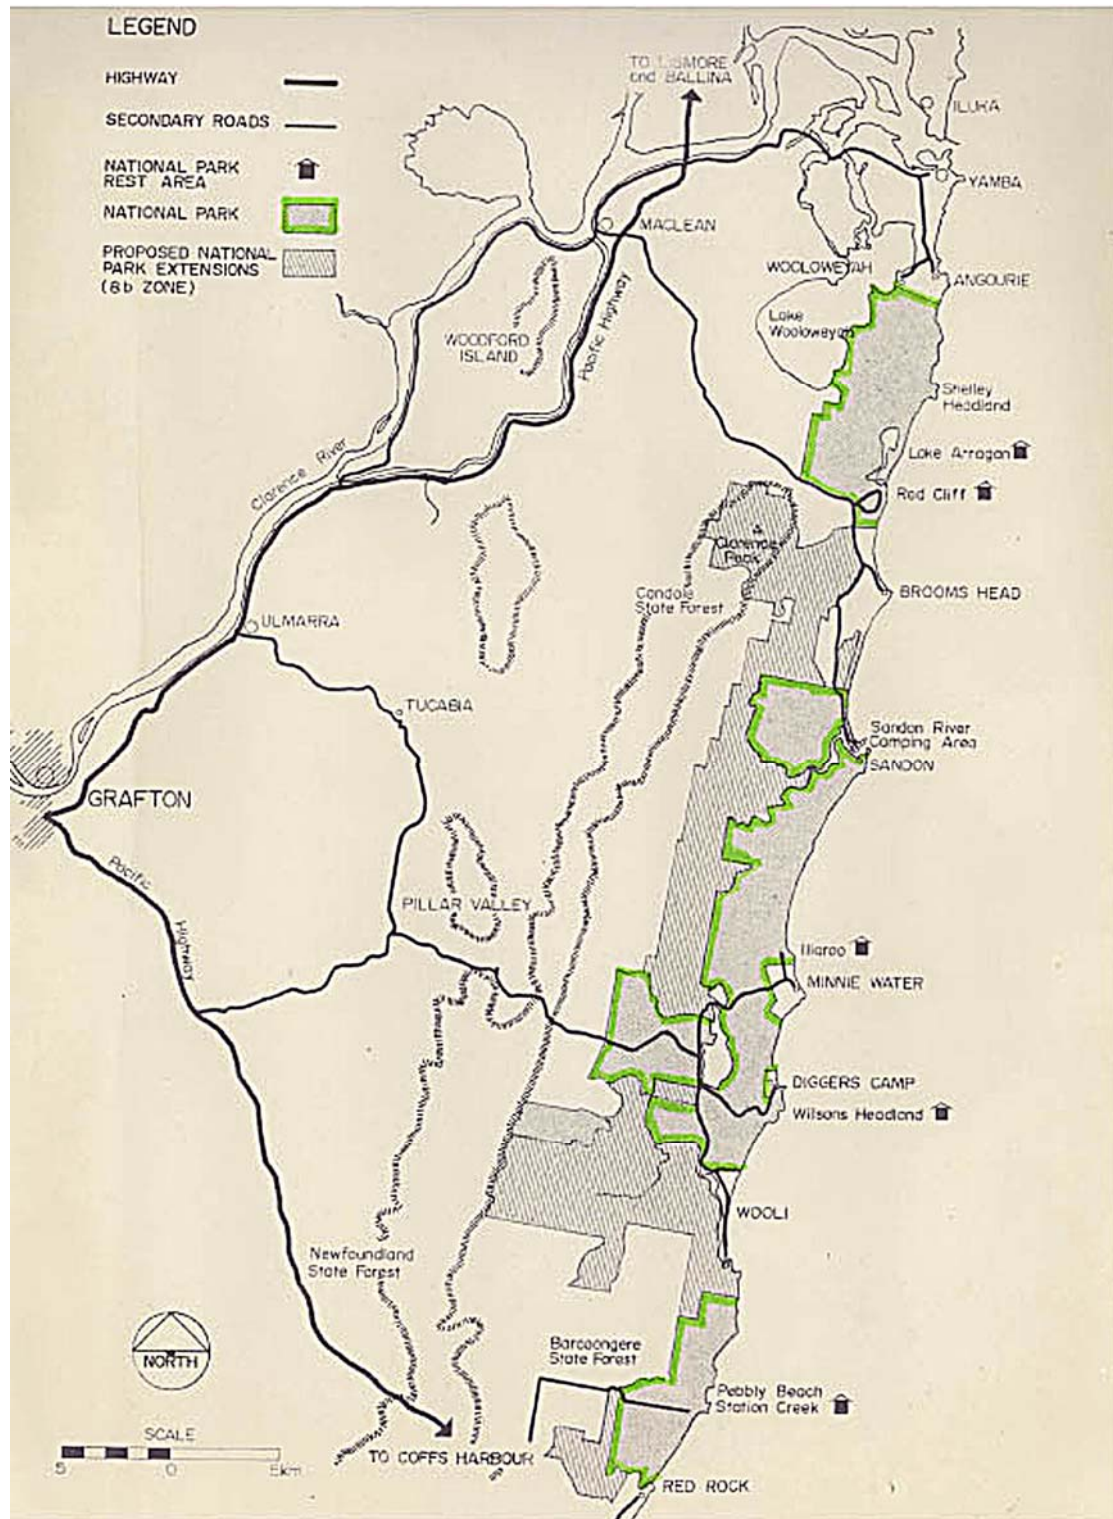 LEGEND
HIGHWAY
SECONDARY ROADS
NATIONAL PARK
REST AREA
NATIONAL PARK
PROPOSED NATIONAL
PARK EXTENSIONS
(8b ZONE)
TO LISMORE
and BALLINA
ILUKA
YAMBA
MACLEAN
WOOLOWEYAH
ANGOURIE
Lake
Wooloweyah
WOODFORD
ISLAND
Pacific Highway
Shelley
Headland
Clarence River
Lake Arragan
Red Cliff
Clarence
Peak
Candole
State Forest
BROOMS HEAD
ULMARRA
TUCABIA
Sandon River
Camping Area
SANDON
GRAFTON
Pacific
Highway
PILLAR VALLEY
Illaroo
MINNIE WATER
DIGGERS CAMP
Wilsons Headland
WOOLI
Newfoundland
State Forest
NORTH
Barcoongere
State Forest
Pebbly Beach
Station Creek
SCALE
5 0 5km
TO COFFS HARBOUR
RED ROCK